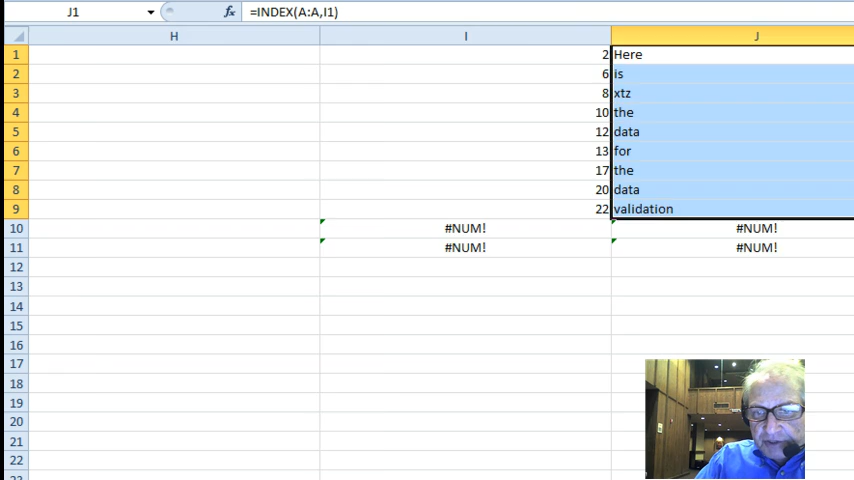 J1 fx =INDEX(A:A,I1)
H I J
1 2 Here
2 6 is
3 8 xtz
4 10 the
5 12 data
6 13 for
7 17 the
8 20 data
9 22 validation
10 #NUM! #NUM!
11 #NUM! #NUM!
12
13
14
15
16
17
18
19
20
21
22
23